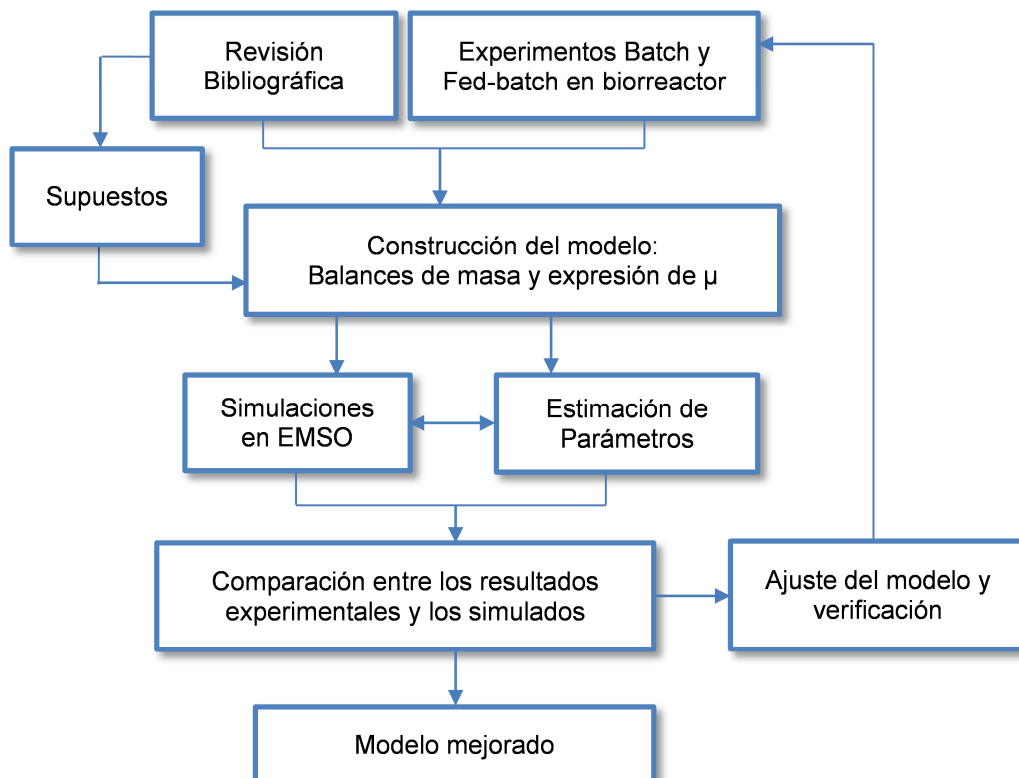 Revisión
Bibliográfica
Experimentos Batch y
Fed-batch en biorreactor
Supuestos
Construcción del modelo:
Balances de masa y expresión de µ
Simulaciones
en EMSO
Estimación de
Parámetros
Comparación entre los resultados
experimentales y los simulados
Ajuste del modelo y
verificación
Modelo mejorado